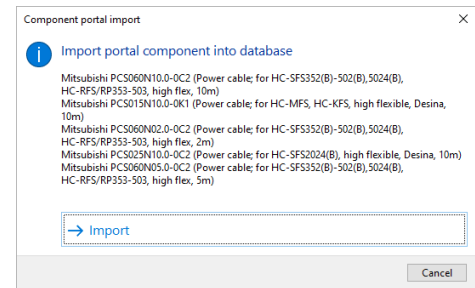 Component portal import
Import portal component into database
Mitsubishi PCS060N10.0-0C2 (Power cable; for HC-SFS352(B)-502(B),5024(B),
HC-RFS/RP353-503, high flex, 10m)
Mitsubishi PCS015N10.0-0K1 (Power cable; for HC-MFS, HC-KFS, high flexible, Desina,
10m)
Mitsubishi PCS060N02.0-0C2 (Power cable; for HC-SFS352(B)-502(B),5024(B),
HC-RFS/RP353-503, high flex, 2m)
Mitsubishi PCS025N10.0-0C2 (Power cable; for HC-SFS2024(B), high flexible, Desina, 10m)
Mitsubishi PCS060N05.0-0C2 (Power cable; for HC-SFS352(B)-502(B),5024(B),
HC-RFS/RP353-503, high flex, 5m)
Import
Cancel